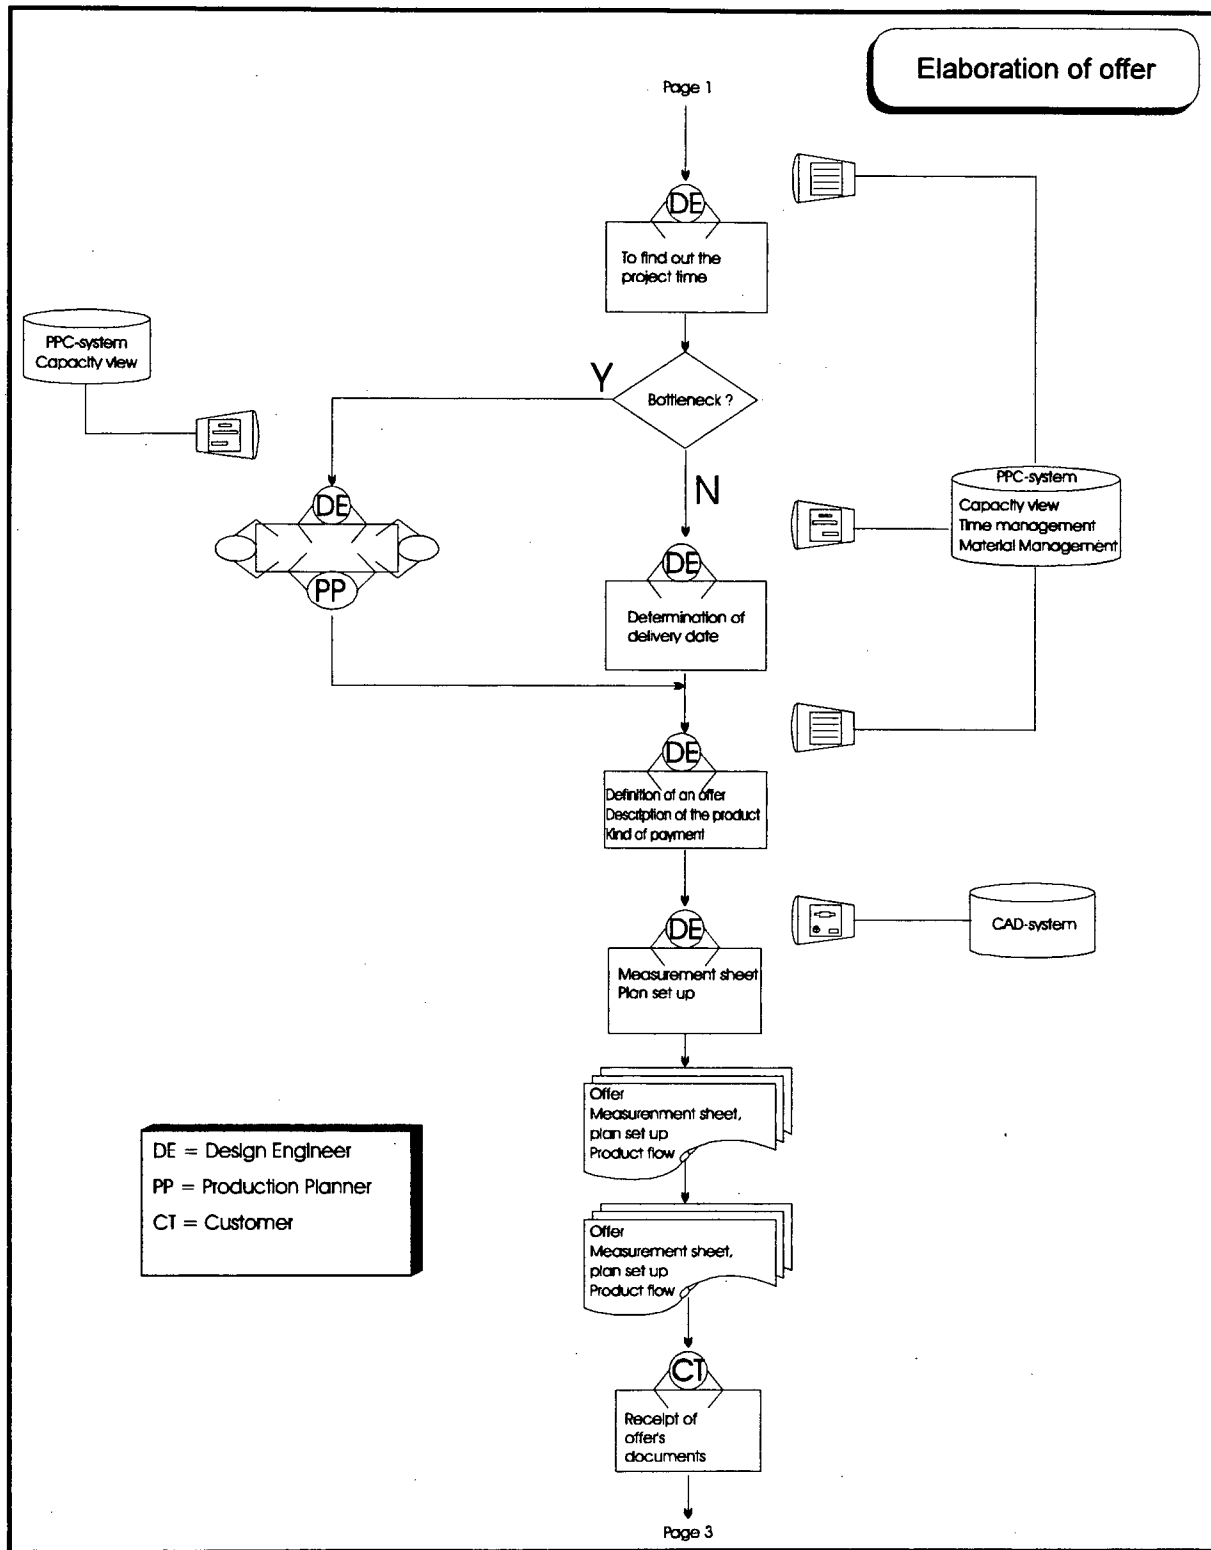 Elaboration of offer
Page 1
DE
To find out the
project time
PPC-system
Capacity view
Y
Bottleneck ?
N
DE
PP
PPC-system
Capacity view
Time management
Material Management
DE
Determination of
delivery date
DE
Definition of an offer
Description of the product
Kind of payment
DE
Measurement sheet
Plan set up
CAD-system
Offer
Measurenment sheet,
plan set up
Product flow
DE = Design Engineer
PP = Production Planner
CT = Customer
Offer
Measurement sheet,
plan set up
Product flow
CT
Receipt of
offer's
documents
Page 3